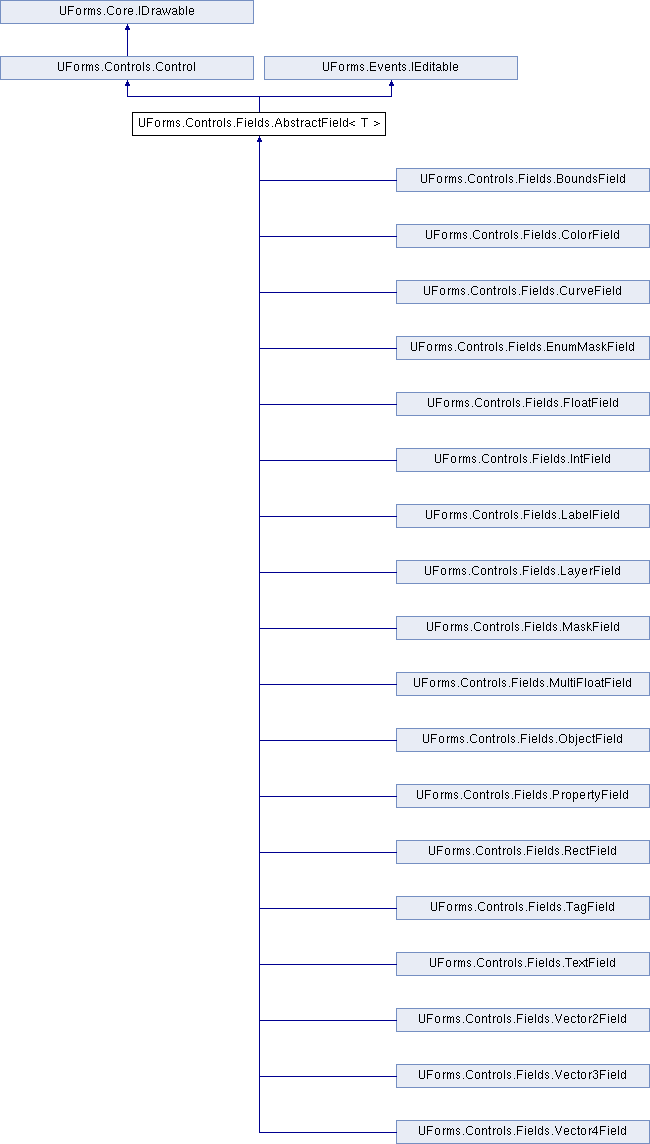 UForms.Core.IDrawable
UForms.Controls.Control
UForms.Events.IEditable
UForms.Controls.Fields.AbstractField< T >
UForms.Controls.Fields.BoundsField
UForms.Controls.Fields.ColorField
UForms.Controls.Fields.CurveField
UForms.Controls.Fields.EnumMaskField
UForms.Controls.Fields.FloatField
UForms.Controls.Fields.IntField
UForms.Controls.Fields.LabelField
UForms.Controls.Fields.LayerField
UForms.Controls.Fields.MaskField
UForms.Controls.Fields.MultiFloatField
UForms.Controls.Fields.ObjectField
UForms.Controls.Fields.PropertyField
UForms.Controls.Fields.RectField
UForms.Controls.Fields.TagField
UForms.Controls.Fields.TextField
UForms.Controls.Fields.Vector2Field
UForms.Controls.Fields.Vector3Field
UForms.Controls.Fields.Vector4Field